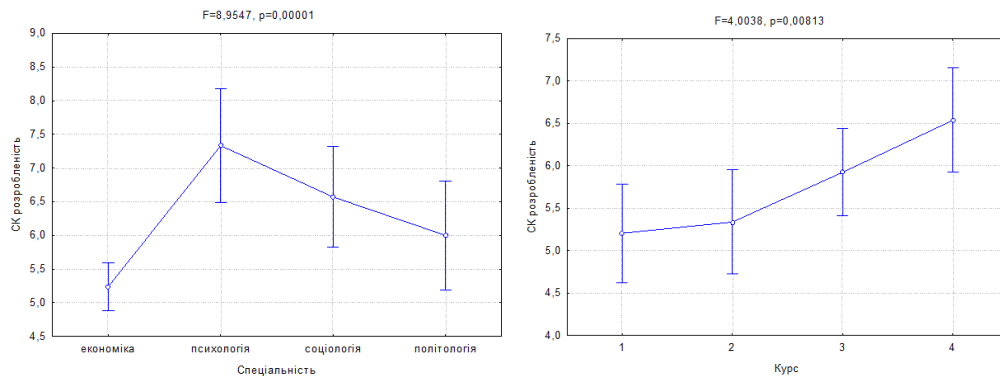 F=8,9547, p=0,00001
9,0
8,5
8,0
7,5
7,0
6,5
6,0
5,5
5,0
4,5
СК розробленість
економіка психологія соціологія політологія
Спеціальність
F=4,0038, p=0,00813
7,5
7,0
6,5
6,0
5,5
5,0
4,5
4,0
СК розробленість
1 2 3 4
Курс